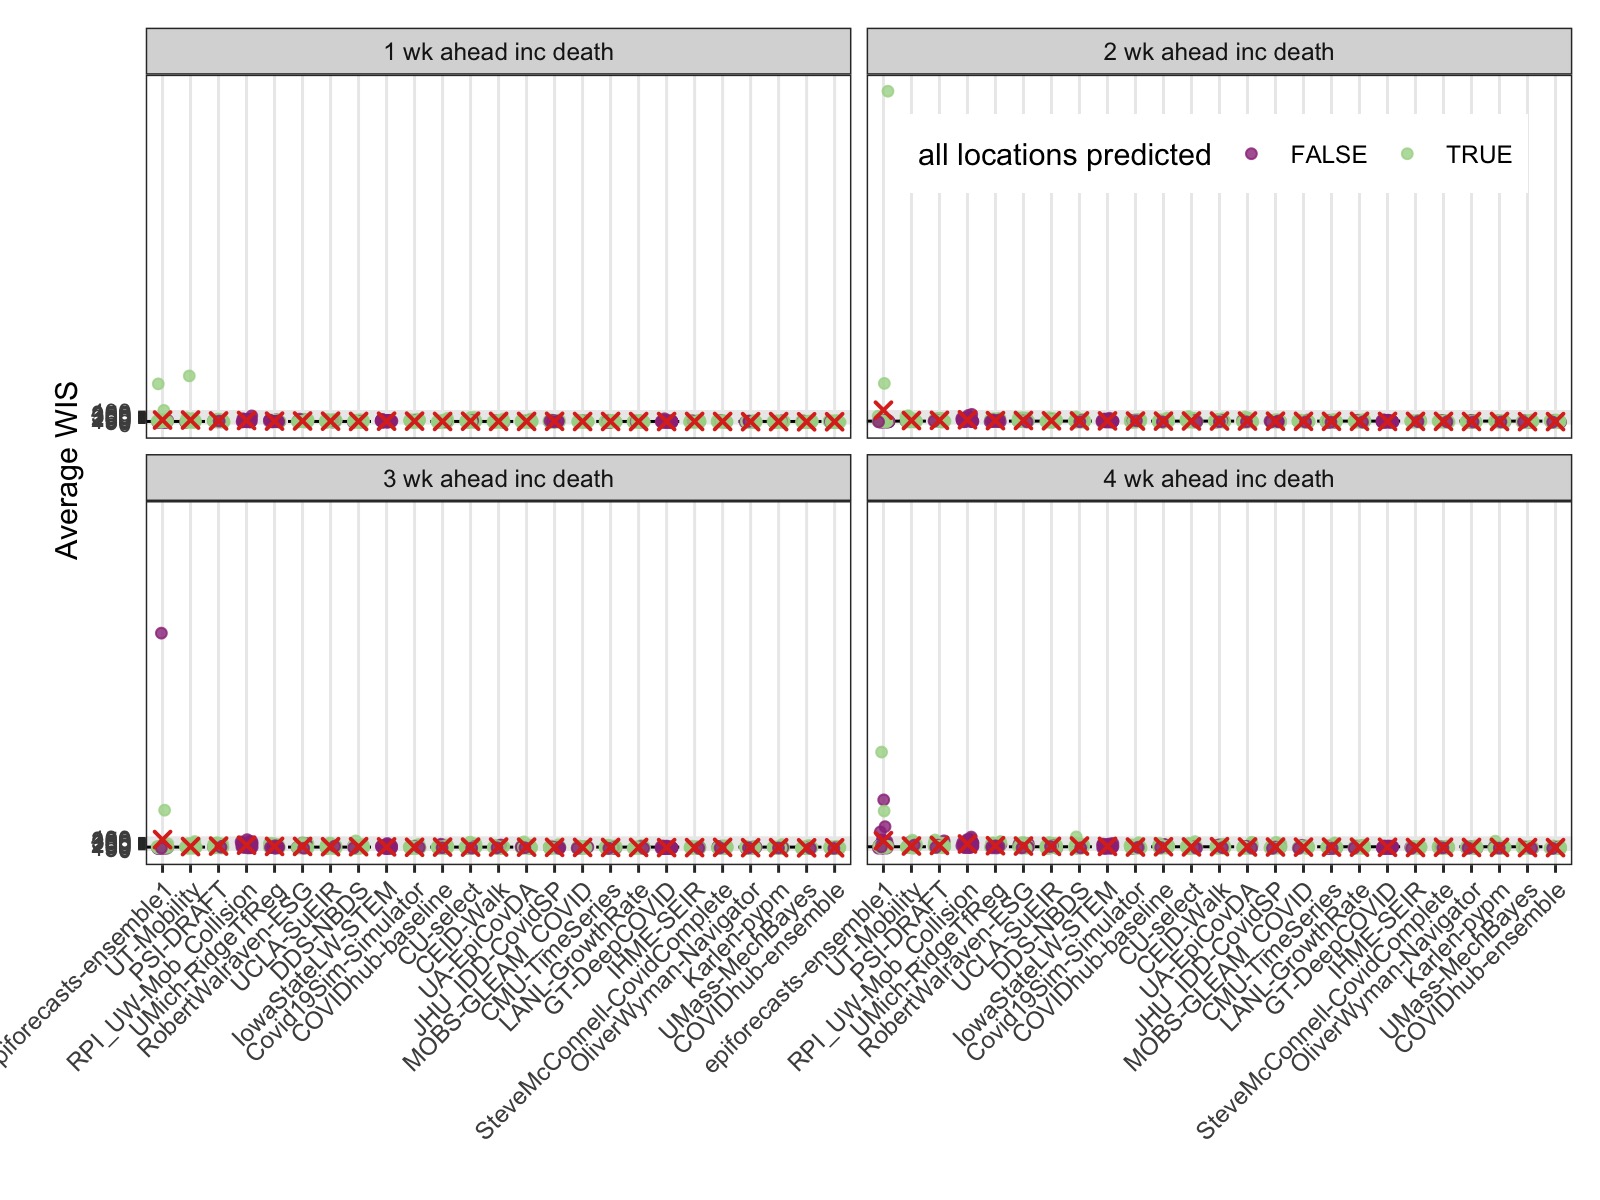 1 wk ahead inc death
2 wk ahead inc death
all locations predicted FALSE TRUE
Average WIS
3 wk ahead inc death
4 wk ahead inc death
piforecasts-ensemble1
UT-Mobility
PSI-DRAFT
RPI_UW-Mob_Collision
UMich-RidgeTfReg
RobertWalraven-ESG
UCLA-SuEIR
DDS-NBDS
IowaStateLW-STEM
Covid19Sim-Simulator
COVIDhub-baseline
CU-select
CEID-Walk
UA-EpiCovDA
JHU_IDD-CovidSP
MOBS-GLEAM_COVID
CMU-TimeSeries
LANL-GrowthRate
GT-DeepCOVID
IHME-SEIR
SteveMcConnell-CovidComplete
OliverWyman-Navigator
Karlen-pypm
UMass-MechBayes
COVIDhub-ensemble
epiforecasts-ensemble1
UT-Mobility
PSI-DRAFT
RPI_UW-Mob_Collision
UMich-RidgeTfReg
RobertWalraven-ESG
UCLA-SuEIR
DDS-NBDS
IowaStateLW-STEM
Covid19Sim-Simulator
COVIDhub-baseline
CU-select
CEID-Walk
UA-EpiCovDA
JHU_IDD-CovidSP
MOBS-GLEAM_COVID
CMU-TimeSeries
LANL-GrowthRate
GT-DeepCOVID
IHME-SEIR
SteveMcConnell-CovidComplete
OliverWyman-Navigator
Karlen-pypm
UMass-MechBayes
COVIDhub-ensemble